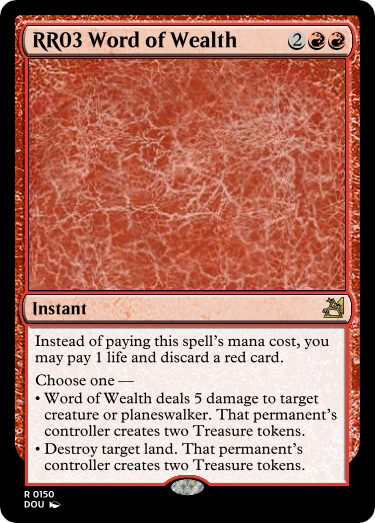 RR03 Word of Wealth 2
Instant
Instead of paying this spell's mana cost, you
may pay 1 life and discard a red card.
Choose one —
• Word of Wealth deals 5 damage to target
creature or planeswalker. That permanent's
controller creates two Treasure tokens.
• Destroy target land. That permanent's
controller creates two Treasure tokens.
R 0150
DOU